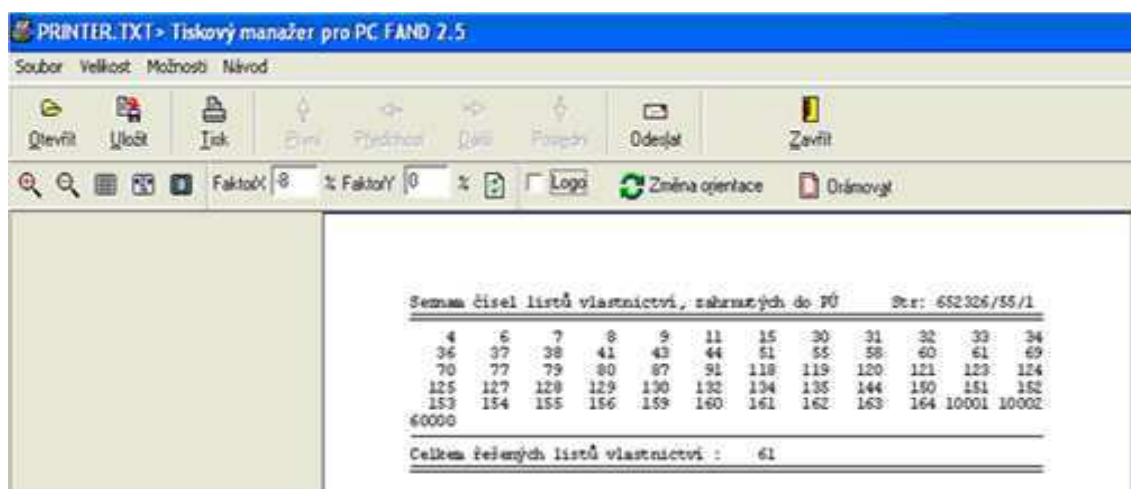 PRINTER.TXT> Tiskový manažer pro PC FAND 2.5
Soubor Velikost Možnosti Návod
Otevřít Uložit Tisk První Předchozí Další Poslední Odeslat Zavřít
FaktorX -8 % FaktorY 0 % Logo Změna orientace Orámovat
Seznam čísel listů vlastnictví, zahrnutých do PÚ Str: 652326/55/1
4 6 7 8 9 11 15 30 31 32 33 34
36 37 38 41 43 44 51 55 58 60 61 69
70 77 79 80 87 91 118 119 120 121 123 124
125 127 128 129 130 132 134 135 144 150 151 152
153 154 155 156 159 160 161 162 163 164 10001 10002
60000
Celkem řešených listů vlastnictví : 61